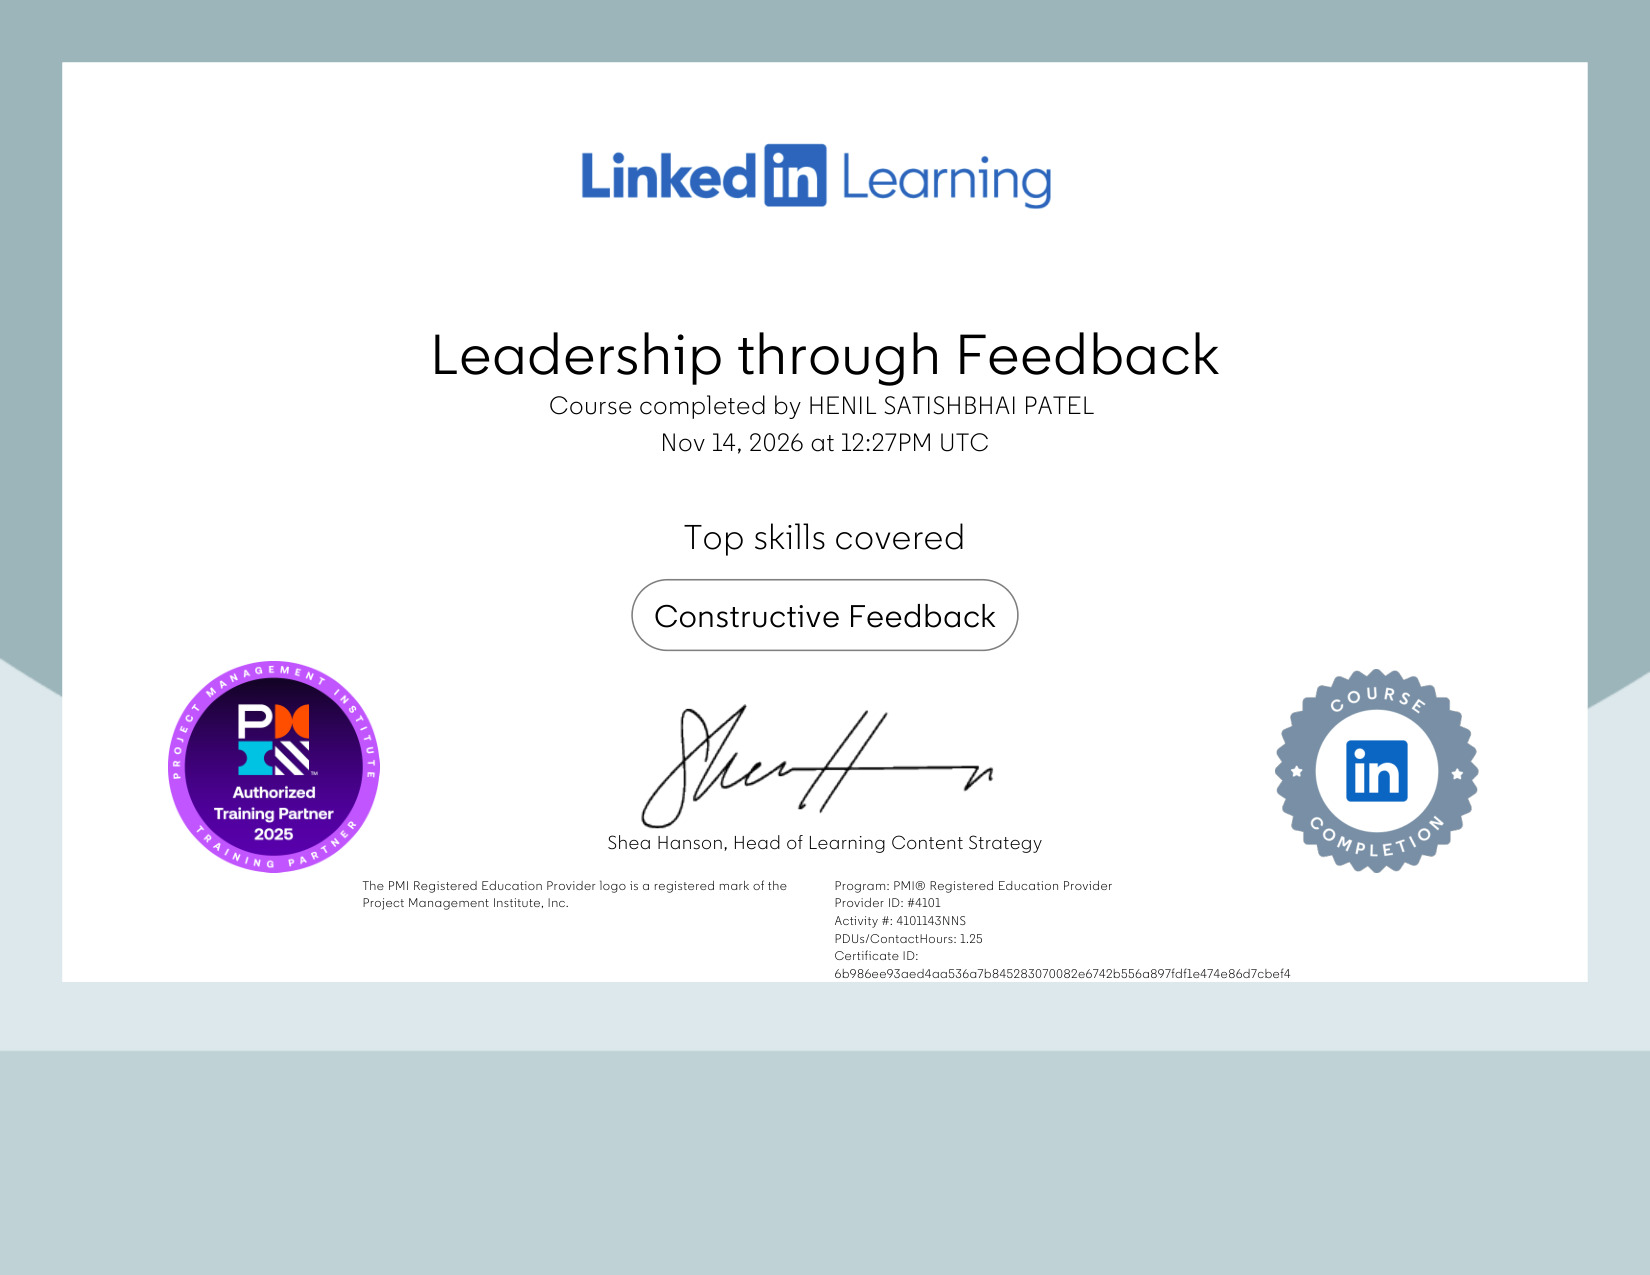 LinkedIn Learning
Leadership through Feedback
Course completed by HENIL SATISHBHAI PATEL
Nov 14, 2026 at 12:27PM UTC
Top skills covered
Constructive Feedback
PROJECT MANAGEMENT INSTITUTE
PM
TM
Authorized
Training Partner
2025
TRAINING PARTNER
COURSE
in
COMPLETION
Shea Hanson, Head of Learning Content Strategy
The PMI Registered Education Provider logo is a registered mark of the
Project Management Institute, Inc.
Program: PMI® Registered Education Provider
Provider ID: #4101
Activity #: 4101143NNS
PDUs/ContactHours: 1.25
Certificate ID:
6b986ee93aed4aa536a7b845283070082e6742b556a897fdf1e474e86d7cbef4